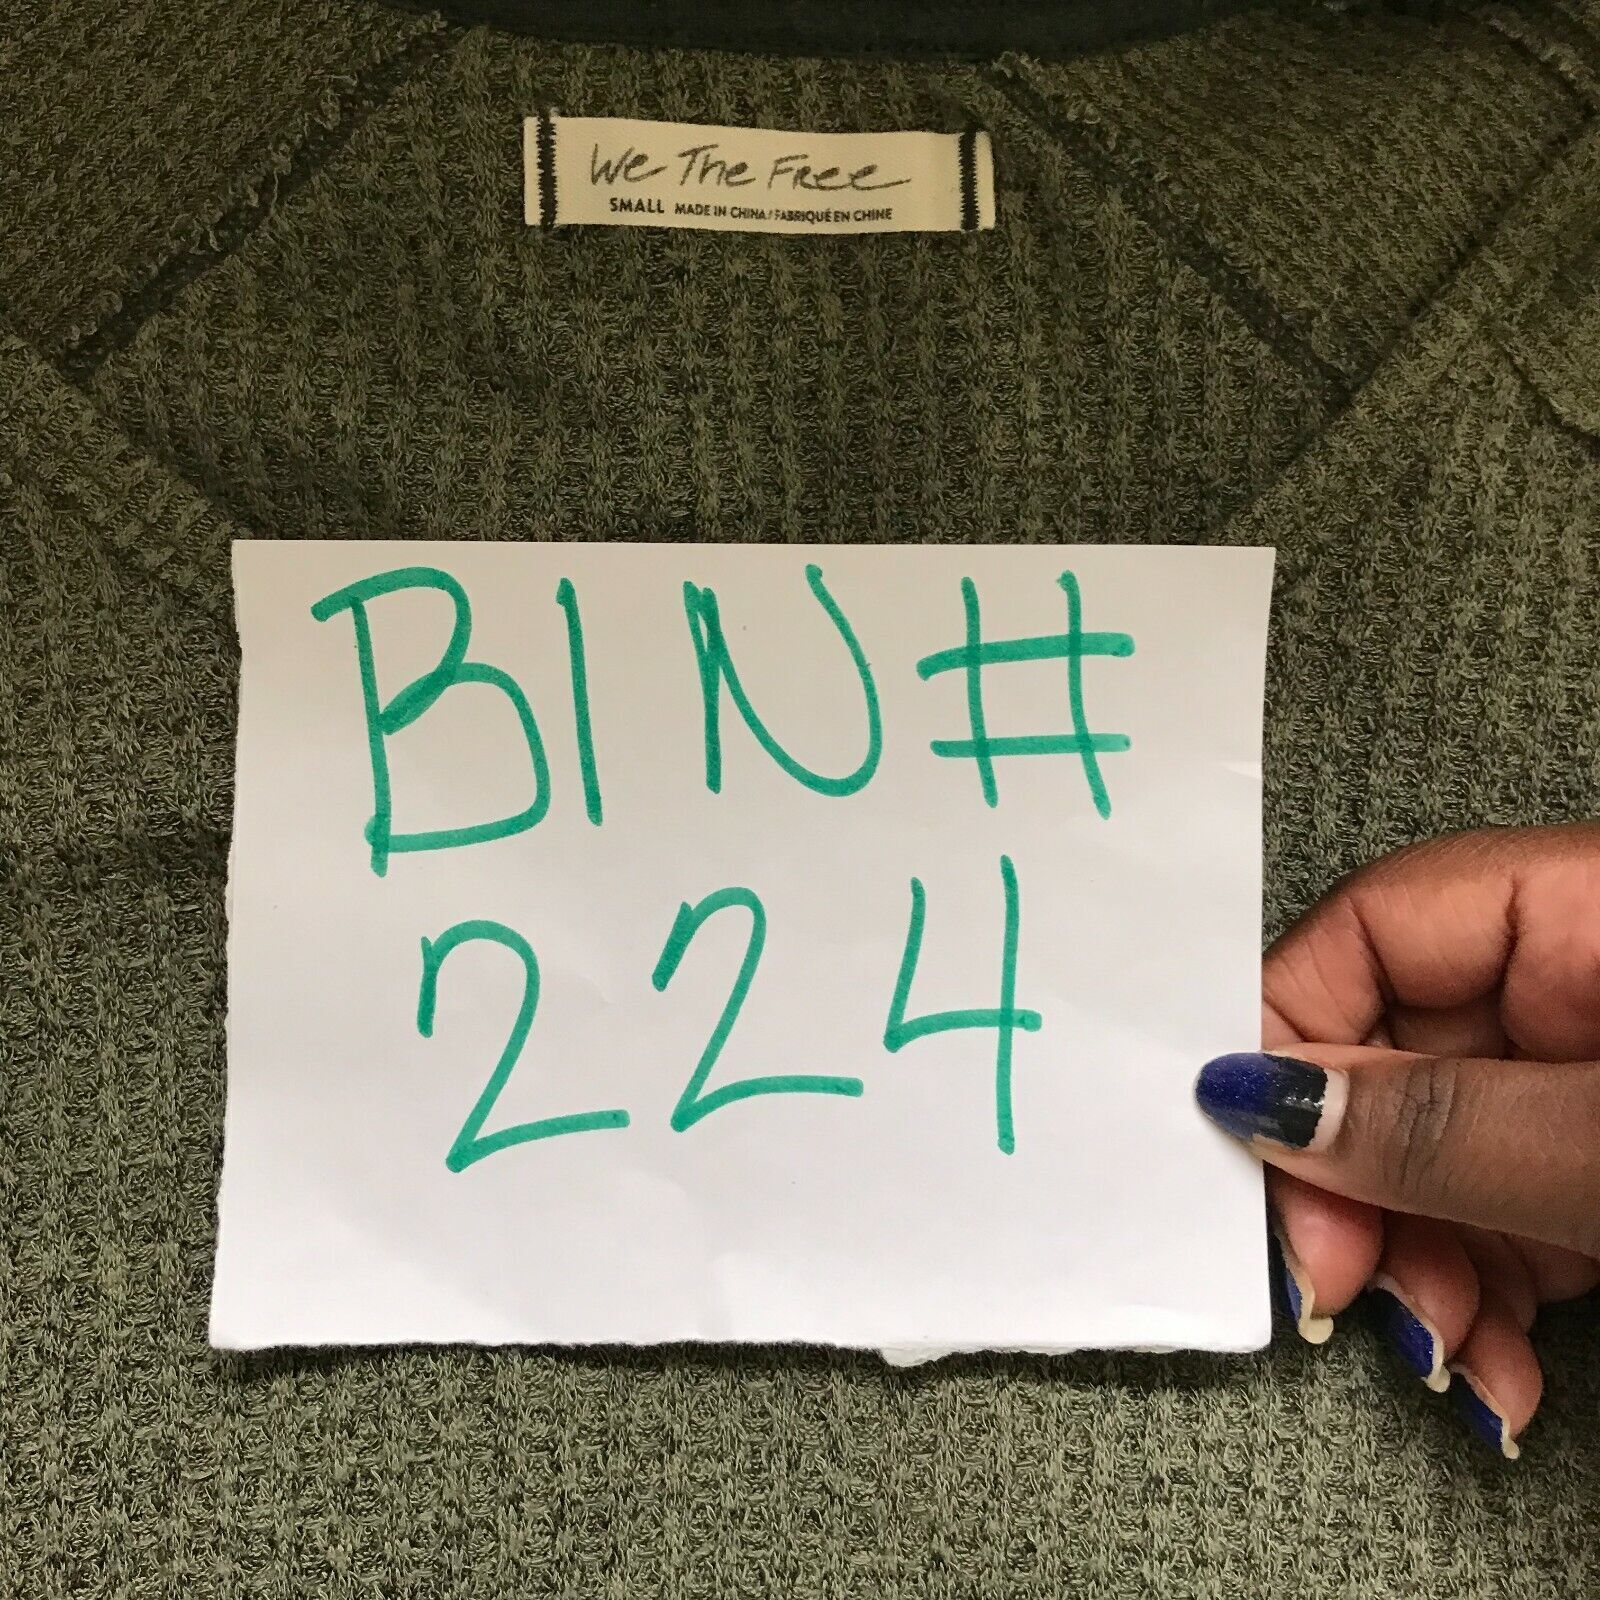 We The Free
SMALL MADE IN CHINA / FABRIQUÉ EN CHINE
BIN#
224